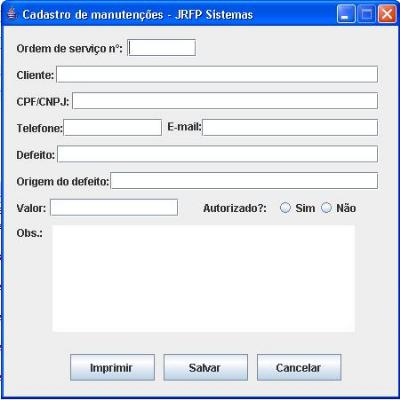 Cadastro de manutenções - JRFP Sistemas
Ordem de serviço n°:
Cliente:
CPF/CNPJ:
Telefone: E-mail:
Defeito:
Origem do defeito:
Valor: Autorizado?: Sim Não
Obs.:
Imprimir Salvar Cancelar